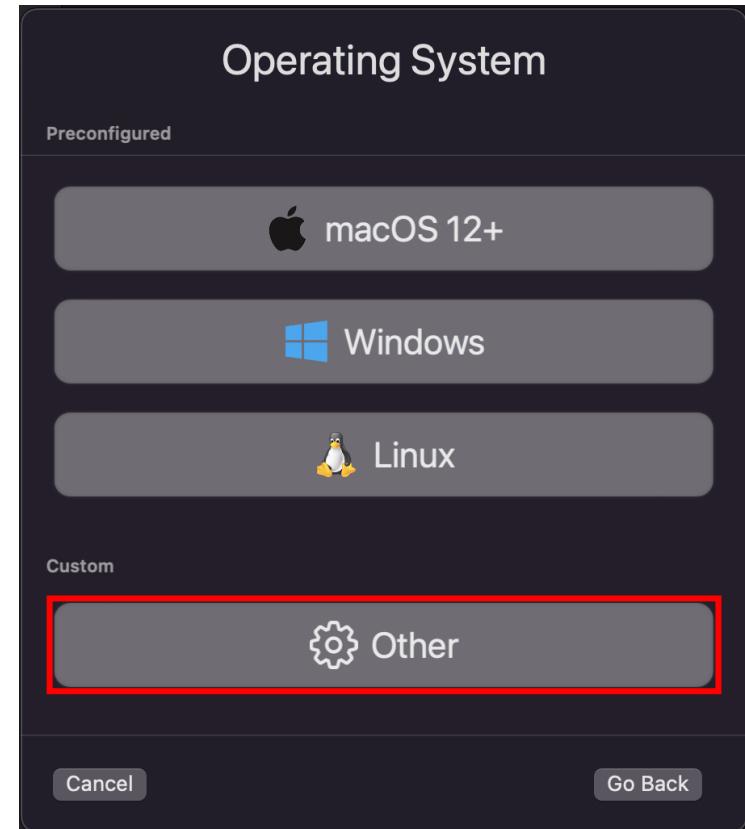 Operating System
Preconfigured
macOS 12+
Windows
Linux
Custom
Other
Cancel
Go Back